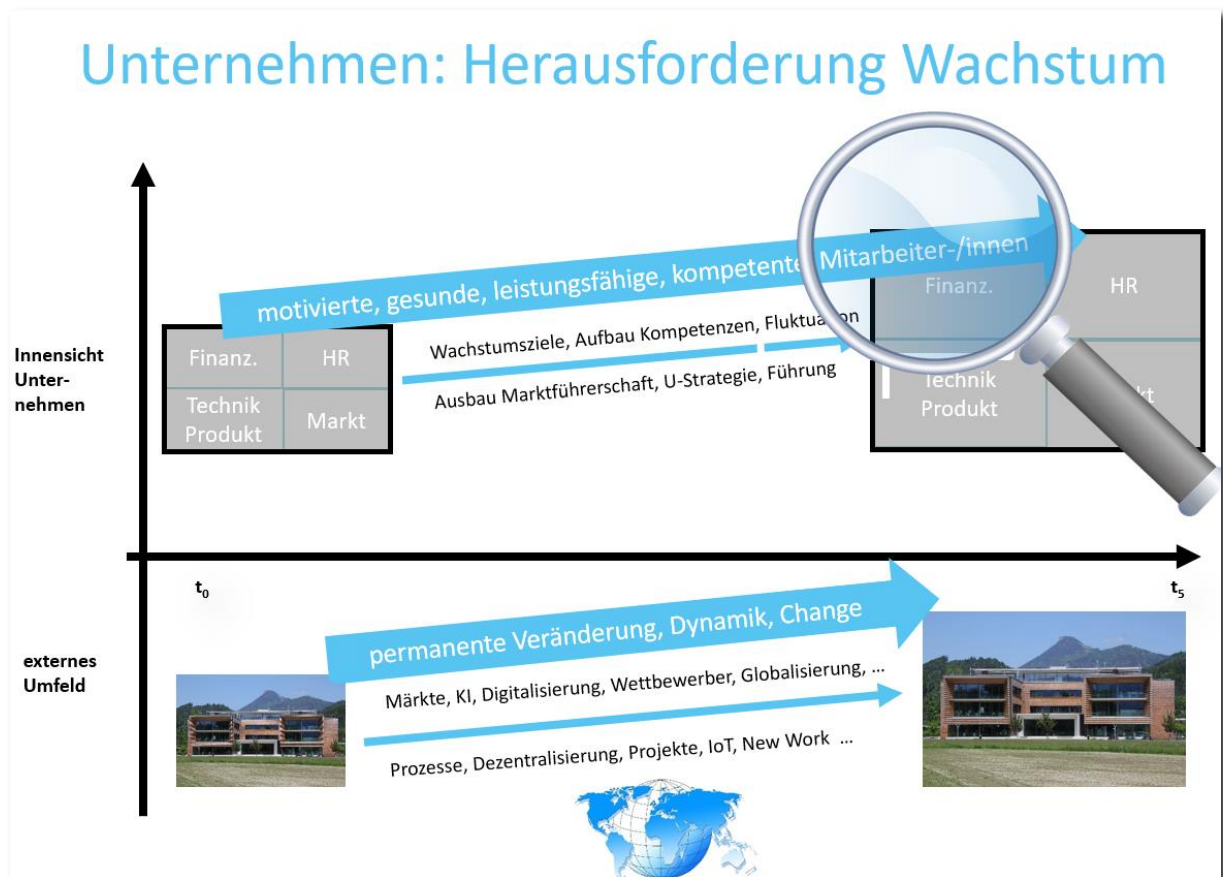 Unternehmen: Herausforderung Wachstum
motivierte, gesunde, leistungsfähige, kompetente Mitarbeiter-/innen
Innensicht
Unter-
nehmen
Finanz.
HR
Technik
Produkt
Markt
Wachstumsziele, Aufbau Kompetenzen, Fluktuation
Ausbau Marktführerschaft, U-Strategie, Führung
Finanz.
HR
Technik
Produkt
t0
t5
externes
Umfeld
permanente Veränderung, Dynamik, Change
Märkte, KI, Digitalisierung, Wettbewerber, Globalisierung, ...
Prozesse, Dezentralisierung, Projekte, IoT, New Work ...